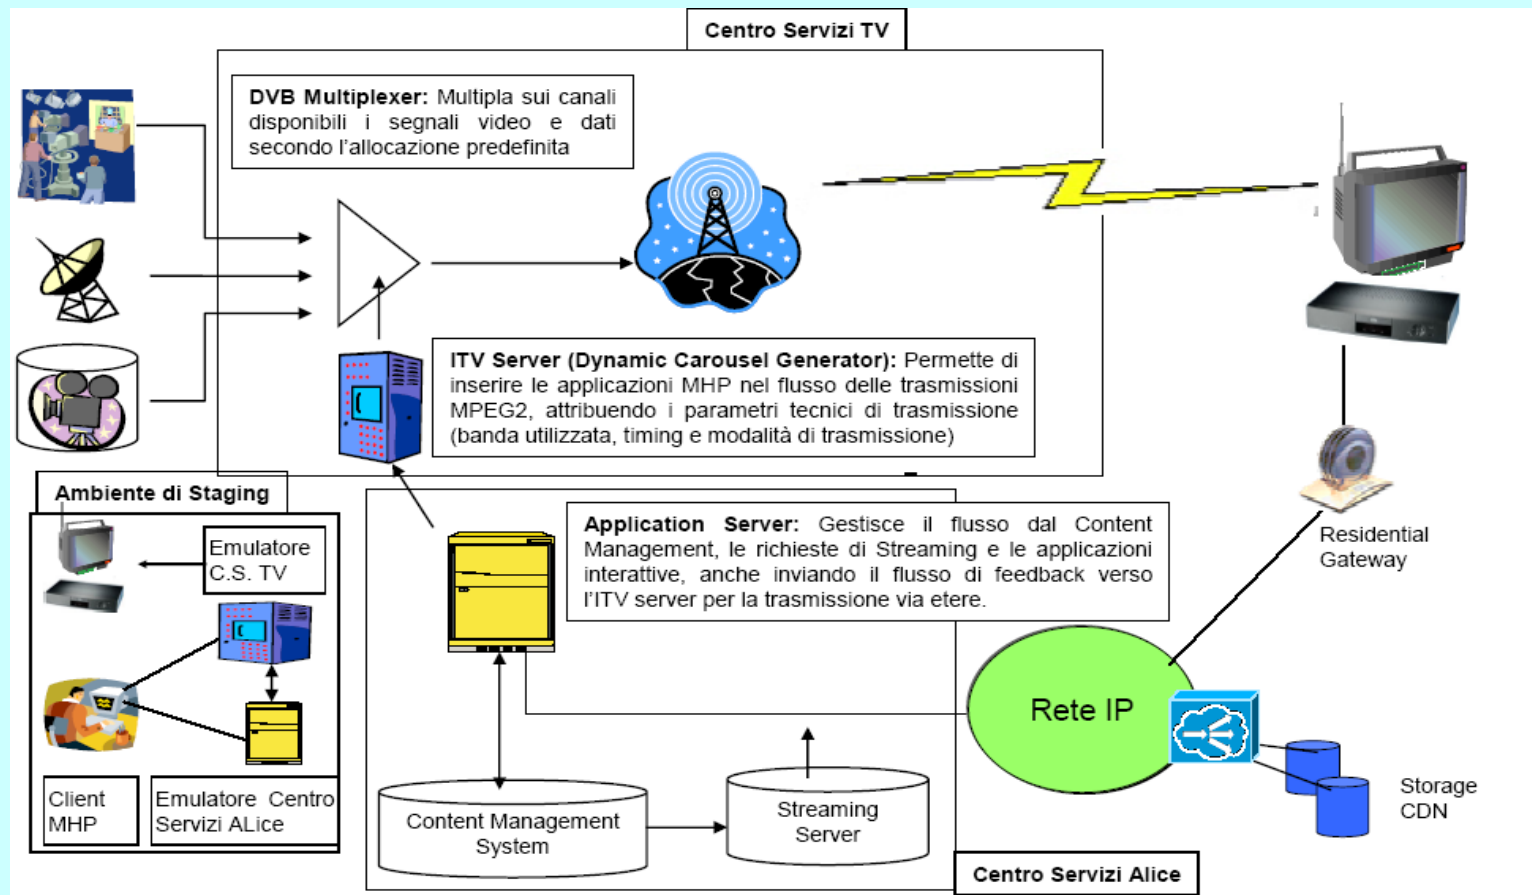 Centro Servizi TV
DVB Multiplexer: Multipla sui canali
disponibili i segnali video e dati
secondo l'allocazione predefinita
ITV Server (Dynamic Carousel Generator): Permette di
inserire le applicazioni MHP nel flusso delle trasmissioni
MPEG2, attribuendo i parametri tecnici di trasmissione
(banda utilizzata, timing e modalità di trasmissione)
Ambiente di Staging
Emulatore
C.S. TV
Client
MHP
Emulatore Centro
Servizi ALice
Application Server: Gestisce il flusso dal Content
Management, le richieste di Streaming e le applicazioni
interattive, anche inviando il flusso di feedback verso
l'ITV server per la trasmissione via etere.
Residential
Gateway
Rete IP
Storage
CDN
Content Management
System
Streaming
Server
Centro Servizi Alice